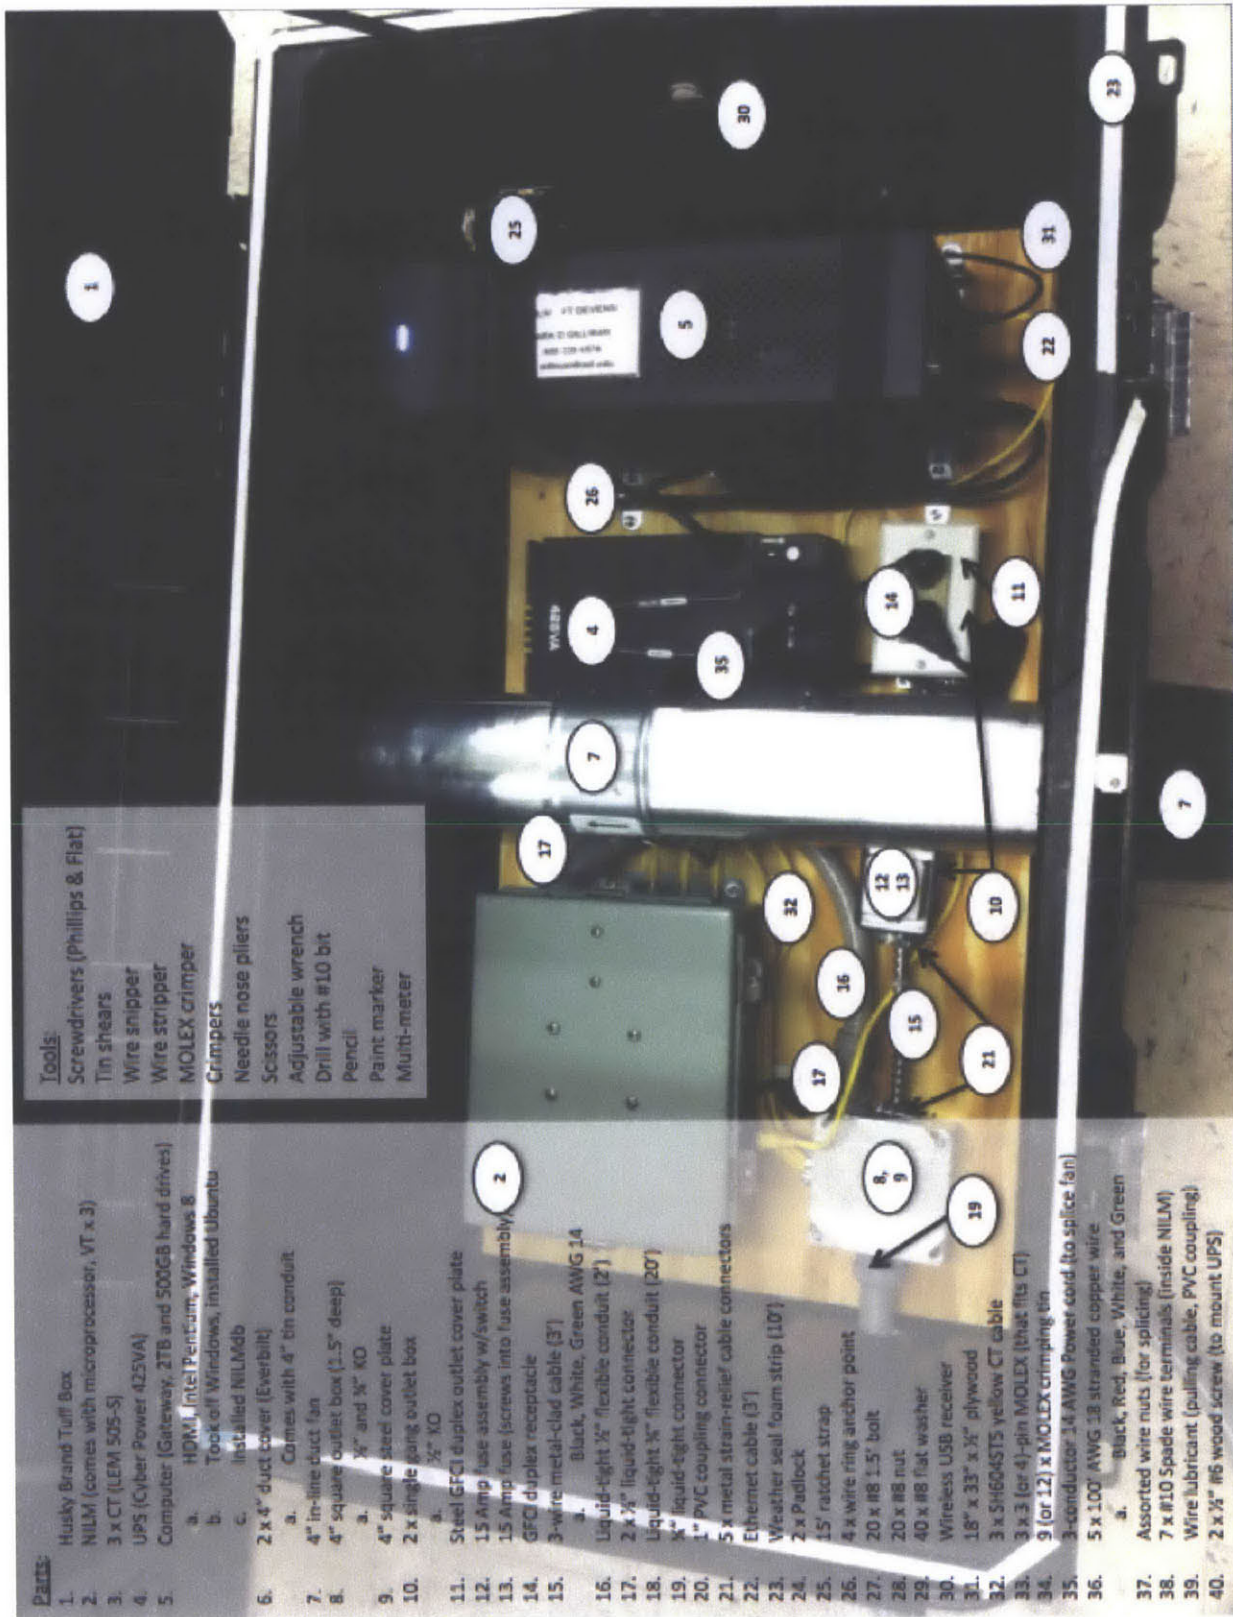 Parts:
1. Husky Brand Tuff Box
2. NILM (comes with microprocessor, VT x 3)
3. 3 x CT (LEM 505-S)
4. UPS (Cyber Power 425VA)
5. Computer (Gateway, 2TB and 500GB hard drives)
a. HDMI, Intel Pentium, Windows 8
b. Took off Windows, installed Ubuntu
c. Installed NILMdb
6. 2 x 4" duct cover (Everbilt)
a. Comes with 4" tin conduit
7. 4" in-line duct fan
8. 4" square outlet box (1.5" deep)
a. ½" and ¾" KO
9. 4" square steel cover plate
10. 2 x single gang outlet box
a. ½" KO
11. Steel GFCI duplex outlet cover plate
12. 15 Amp fuse assembly w/switch
13. 15 Amp fuse (screws into fuse assembly)
14. GFCI duplex receptacle
15. 3-wire metal-clad cable (3')
a. Black, White, Green AWG 14
16. Liquid-tight ½" flexible conduit (2')
17. 2 x ½" liquid-tight connector
18. Liquid-tight ¾" flexible conduit (20')
19. ¾" liquid-tight connector
20. 1" PVC coupling connector
21. 5 x metal strain-relief cable connectors
22. Ethernet cable (3')
23. Weather seal foam strip (10')
24. 2 x Padlock
25. 15' ratchet strap
26. 4 x wire ring anchor point
27. 20 x #8 1.5' bolt
28. 20 x #8 nut
29. 40 x #8 flat washer
30. Wireless USB receiver
31. 18" x 33" x ½" plywood
32. 3 x SH604STS yellow CT cable
33. 3 x 3 (or 4)-pin MOLEX (that fits CT)
34. 9 (or 12) x MOLEX crimping tin
35. 3-conductor 14 AWG Power cord (to splice fan)
36. 5 x 100' AWG 18 stranded copper wire
a. Black, Red, Blue, White, and Green
37. Assorted wire nuts (for splicing)
38. 7 x #10 Spade wire terminals (inside NILM)
39. Wire lubricant (pulling cable, PVC coupling)
40. 2 x ½" #6 wood screw (to mount UPS)
Tools:
Screwdrivers (Phillips & Flat)
Tin shears
Wire snipper
Wire stripper
MOLEX crimper
Crimpers
Needle nose pliers
Scissors
Adjustable wrench
Drill with #10 bit
Pencil
Paint marker
Multi-meter
1
2
17
7
4
26
25
5
30
35
32
16
17
15
12
13
14
11
22
31
23
8,
9
19
21
10
7
425VA
FT DEVENS